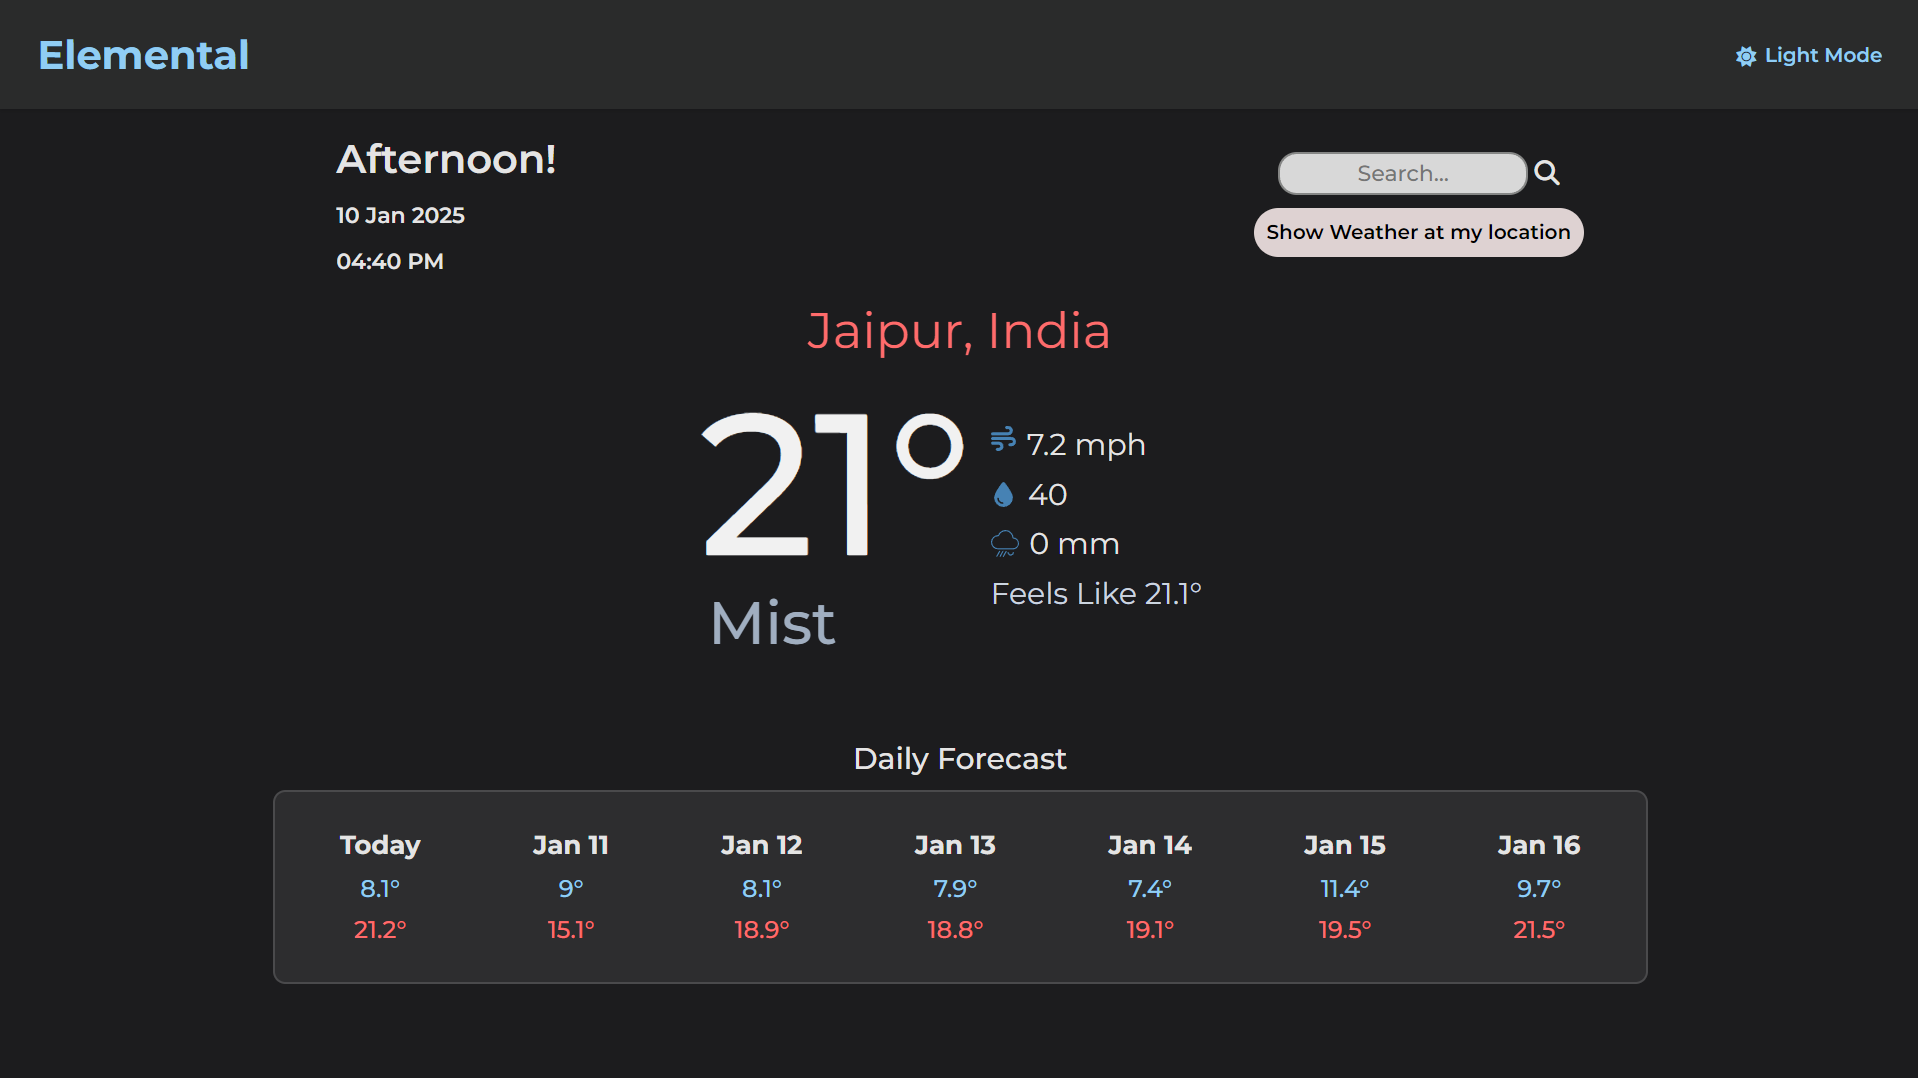 Elemental
Light Mode
Afternoon!
10 Jan 2025
04:40 PM
Search...
Show Weather at my location
Jaipur, India
21°
Mist
7.2 mph
40
0 mm
Feels Like 21.1°
Daily Forecast
Today Jan 11 Jan 12 Jan 13 Jan 14 Jan 15 Jan 16
8.1° 9° 8.1° 7.9° 7.4° 11.4° 9.7°
21.2° 15.1° 18.9° 18.8° 19.1° 19.5° 21.5°